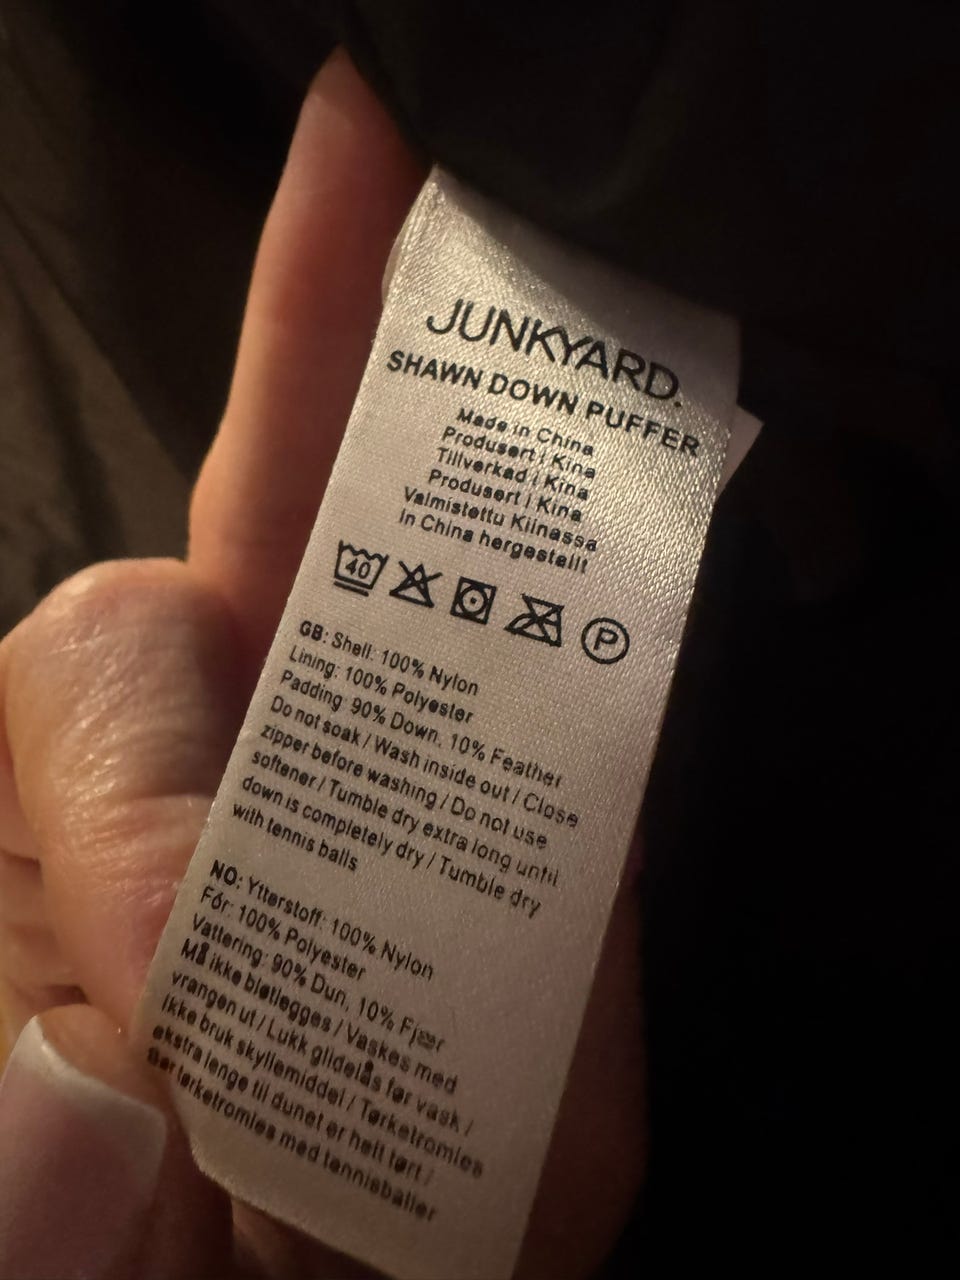 JUNKYARD.
SHAWN DOWN PUFFER
Made in China
Produsert i Kina
Tillverkad i Kina
Produsert i Kina
Valmistettu Kiinassa
In China hergestallt
40
P
GB: Shell: 100% Nylon
Lining: 100% Polyester
Padding: 90% Down, 10% Feather
Do not soak / Wash inside out / Close
zipper before washing / Do not use
softener / Tumble dry extra long until
down is completely dry / Tumble dry
with tennis balls
NO: Ytterstoff: 100% Nylon
Fór: 100% Polyester
Vattering: 90% Dun, 10% Fjær
Må ikke bløtlegges / Vaskes med
vrangen ut / Lukk glidelås før vask /
Ikke bruk skyllemiddel / Tørketromles
ekstra lenge til dunet er helt tørt /
Bør tørketromles med tennisballer